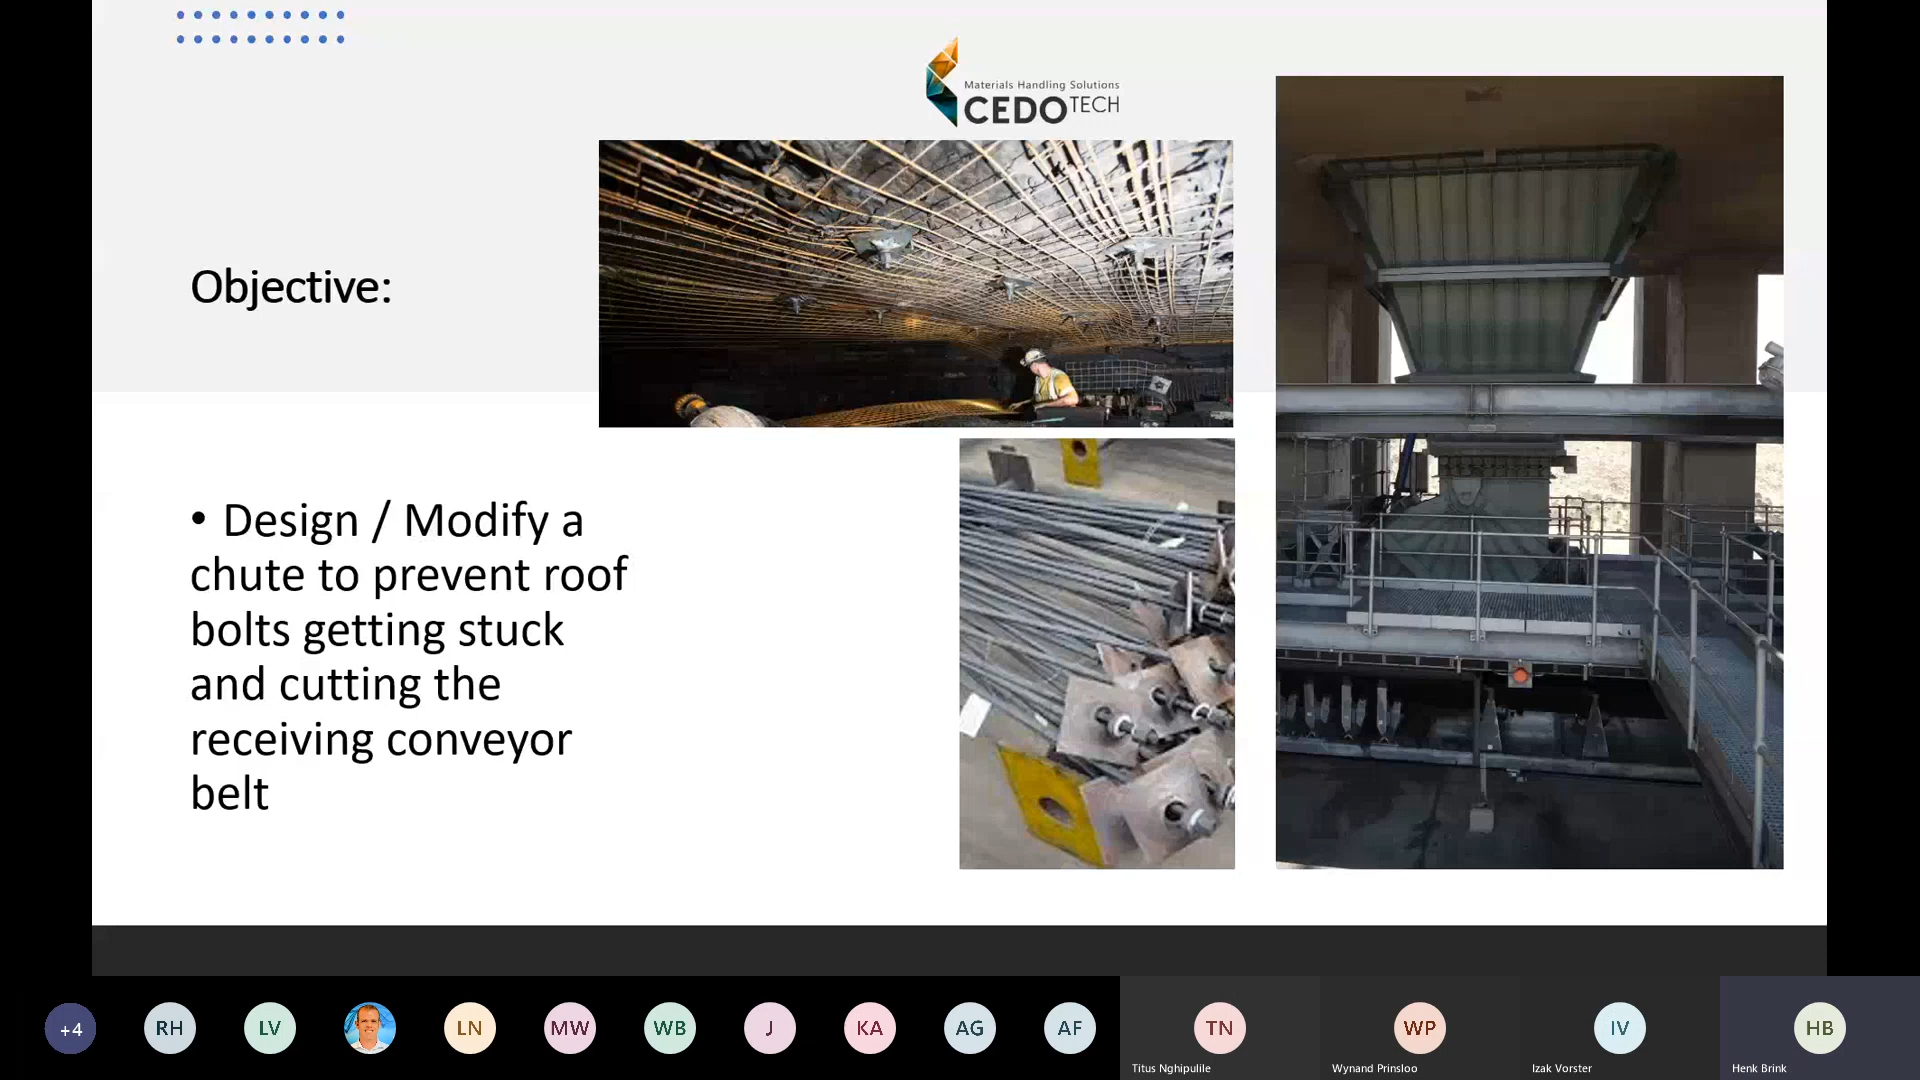 Materials Handling Solutions
CEDOTECH
Objective:
• Design / Modify a
chute to prevent roof
bolts getting stuck
and cutting the
receiving conveyor
belt
+4
RH
LV
LN
MW
WB
J
KA
AG
AF
TN
WP
IV
HB
Titus Nghipulile
Wynand Prinsloo
Izak Vorster
Henk Brink